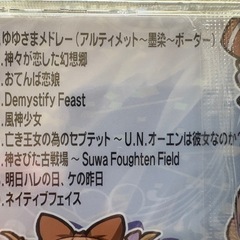 .ゆゆさまメドレー（アルティメット～墨染～ボーダー）
.神々が恋した幻想郷
.おてんば恋娘
.Demystify Feast
.風神少女
.亡き王女の為のセプテット ～ U.N.オーエンは彼女なのか？
.神さびた古戦場 ～ Suwa Foughten Field
.明日ハレの日、ケの昨日
.ネイティブフェイス